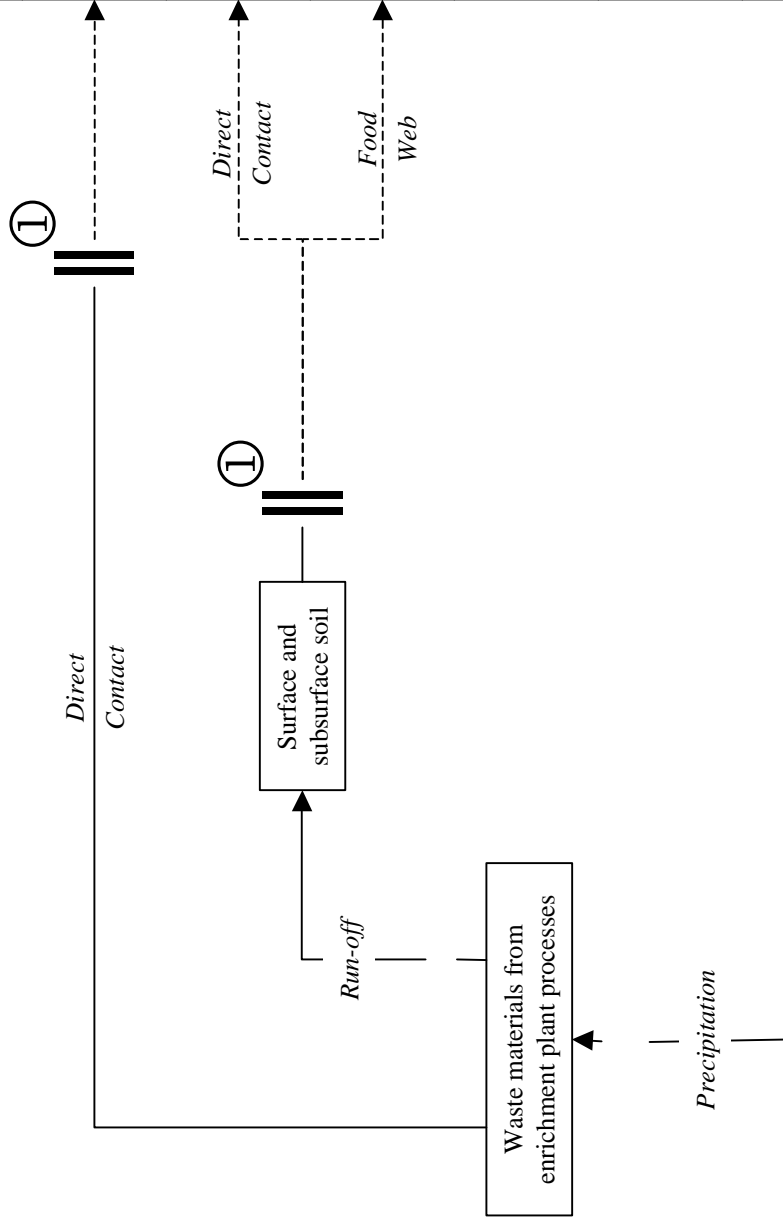 ①
Direct
Contact
①
Direct
Contact
Food
Web
Surface and
subsurface soil
Run-off
Waste materials from
enrichment plant processes
Precipitation